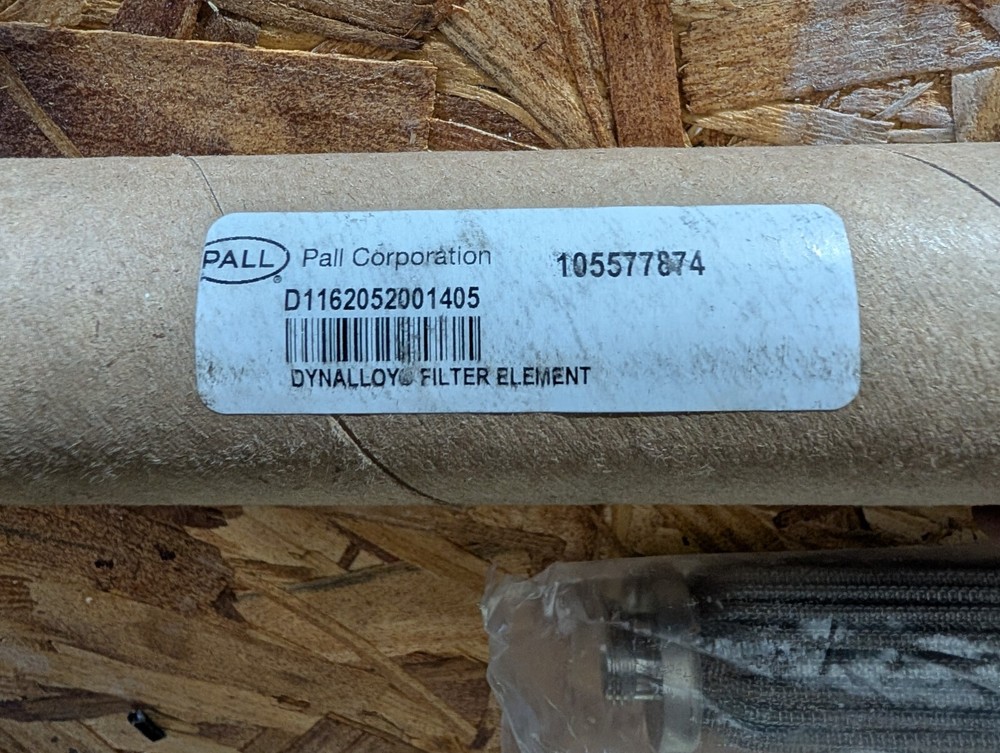 PALL® Pall Corporation 105577874
D1162052001405
DYNALLOY® FILTER ELEMENT